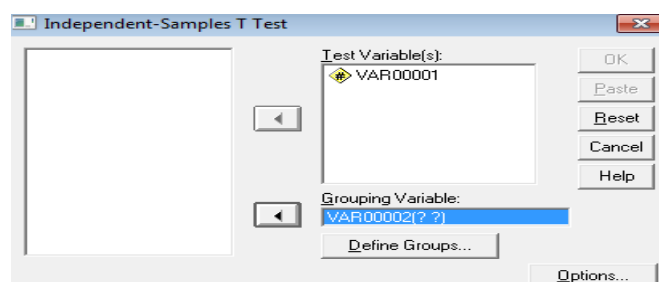 Independent-Samples T Test
Test Variable(s):
VAR00001
OK
Paste
Reset
Cancel
Help
Grouping Variable:
VAR00002(? ?)
Define Groups...
Options...